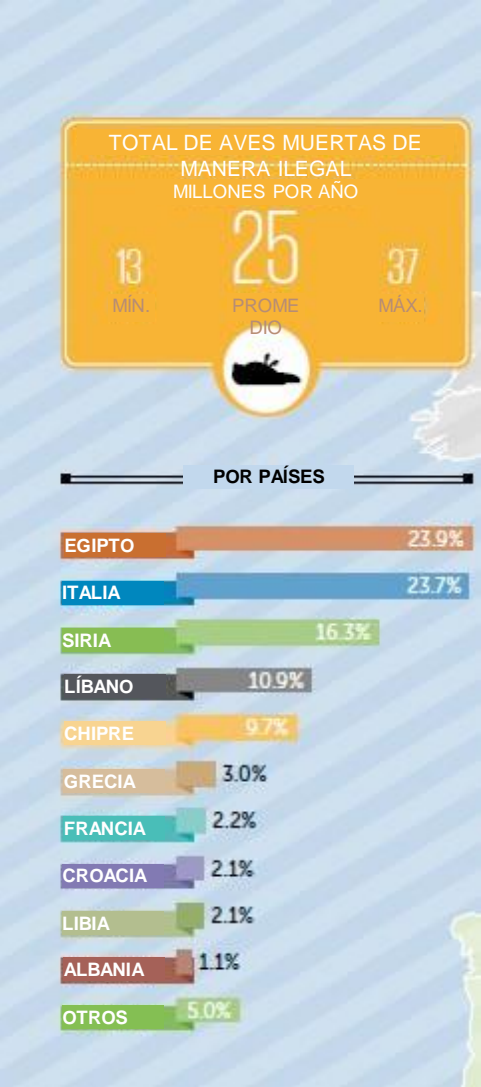 TOTAL DE AVES MUERTAS DE
MANERA ILEGAL
MILLONES POR AÑO
13
MÍN.
25
PROME
DIO
37
MÁX.
POR PAÍSES
EGIPTO 23.9%
ITALIA 23.7%
SIRIA 16.3%
LÍBANO 10.9%
CHIPRE 9.7%
GRECIA 3.0%
FRANCIA 2.2%
CROACIA 2.1%
LIBIA 2.1%
ALBANIA 1.1%
OTROS 5.0%